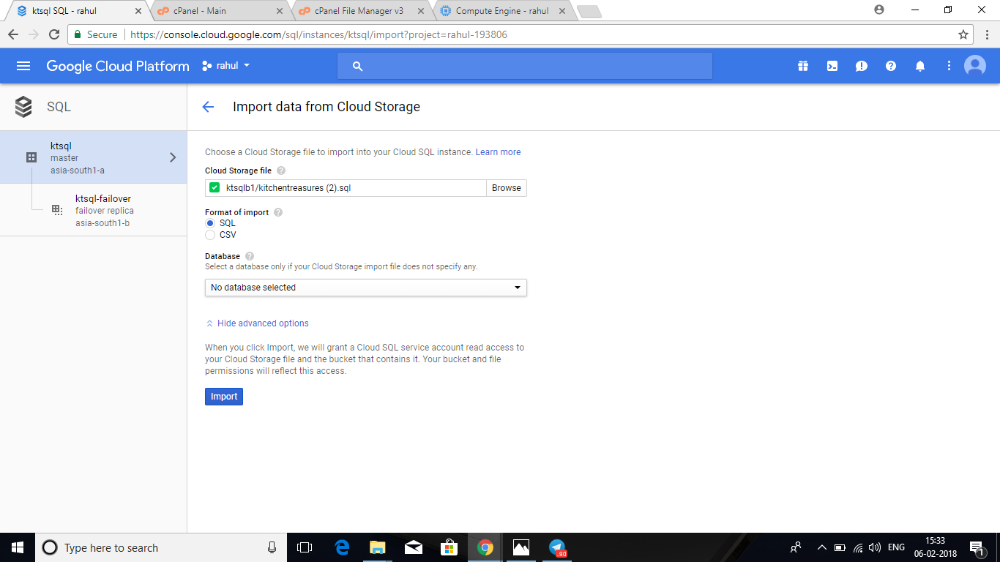 ktsql SQL - rahul
cPanel - Main
cPanel File Manager v3
Compute Engine - rahul
Secure
https://console.cloud.google.com/sql/instances/ktsql/import?project=rahul-193806
Google Cloud Platform
rahul
SQL
Import data from Cloud Storage
ktsql
master
asia-south1-a
ktsql-failover
failover replica
asia-south1-b
Choose a Cloud Storage file to import into your Cloud SQL instance. Learn more
Cloud Storage file
ktsqlb1/kitchentreasures (2).sql
Browse
Format of import
SQL
CSV
Database
Select a database only if your Cloud Storage import file does not specify any.
No database selected
Hide advanced options
When you click Import, we will grant a Cloud SQL service account read access to
your Cloud Storage file and the bucket that contains it. Your bucket and file
permissions will reflect this access.
Import
Type here to search
.90
ENG
15:33
06-02-2018
1